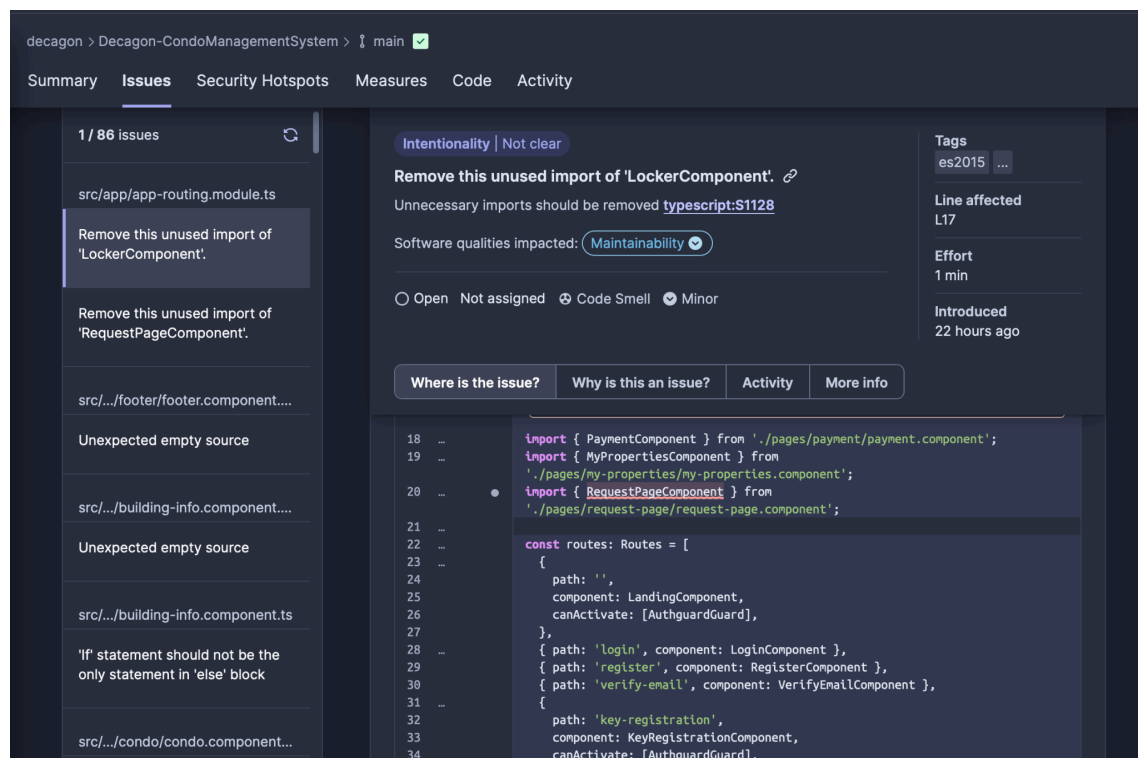 decagon > Decagon-CondoManagementSystem > main
Summary Issues Security Hotspots Measures Code Activity
1 / 86 issues
src/app/app-routing.module.ts
Remove this unused import of
'LockerComponent'.
Remove this unused import of
'RequestPageComponent'.
src/.../footer/footer.component....
Unexpected empty source
src/.../building-info.component....
Unexpected empty source
src/.../building-info.component.ts
'If' statement should not be the
only statement in 'else' block
src/.../condo/condo.component...
Intentionality | Not clear
Remove this unused import of 'LockerComponent'.
Unnecessary imports should be removed typescript:S1128
Software qualities impacted: Maintainability
Open Not assigned Code Smell Minor
Tags
es2015 ...
Line affected
L17
Effort
1 min
Introduced
22 hours ago
Where is the issue? Why is this an issue? Activity More info
18 … import { PaymentComponent } from './pages/payment/payment.component';
19 … import { MyPropertiesComponent } from
'./pages/my-properties/my-properties.component';
20 … import { RequestPageComponent } from
'./pages/request-page/request-page.component';
21 …
22 … const routes: Routes = [
23 … {
24 path: '',
25 component: LandingComponent,
26 canActivate: [AuthguardGuard],
27 },
28 … { path: 'login', component: LoginComponent },
29 { path: 'register', component: RegisterComponent },
30 { path: 'verify-email', component: VerifyEmailComponent },
31 … {
32 path: 'key-registration',
33 component: KeyRegistrationComponent,
34 canActivate: [AuthguardGuard],